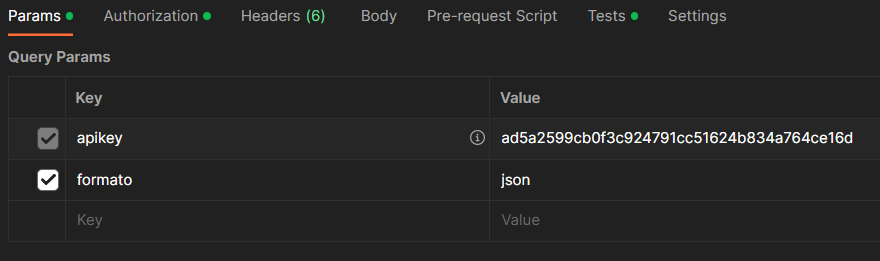 Params Authorization Headers (6) Body Pre-request Script Tests Settings
Query Params
Key Value
apikey ad5a2599cb0f3c924791cc51624b834a764ce16d
formato json
Key Value